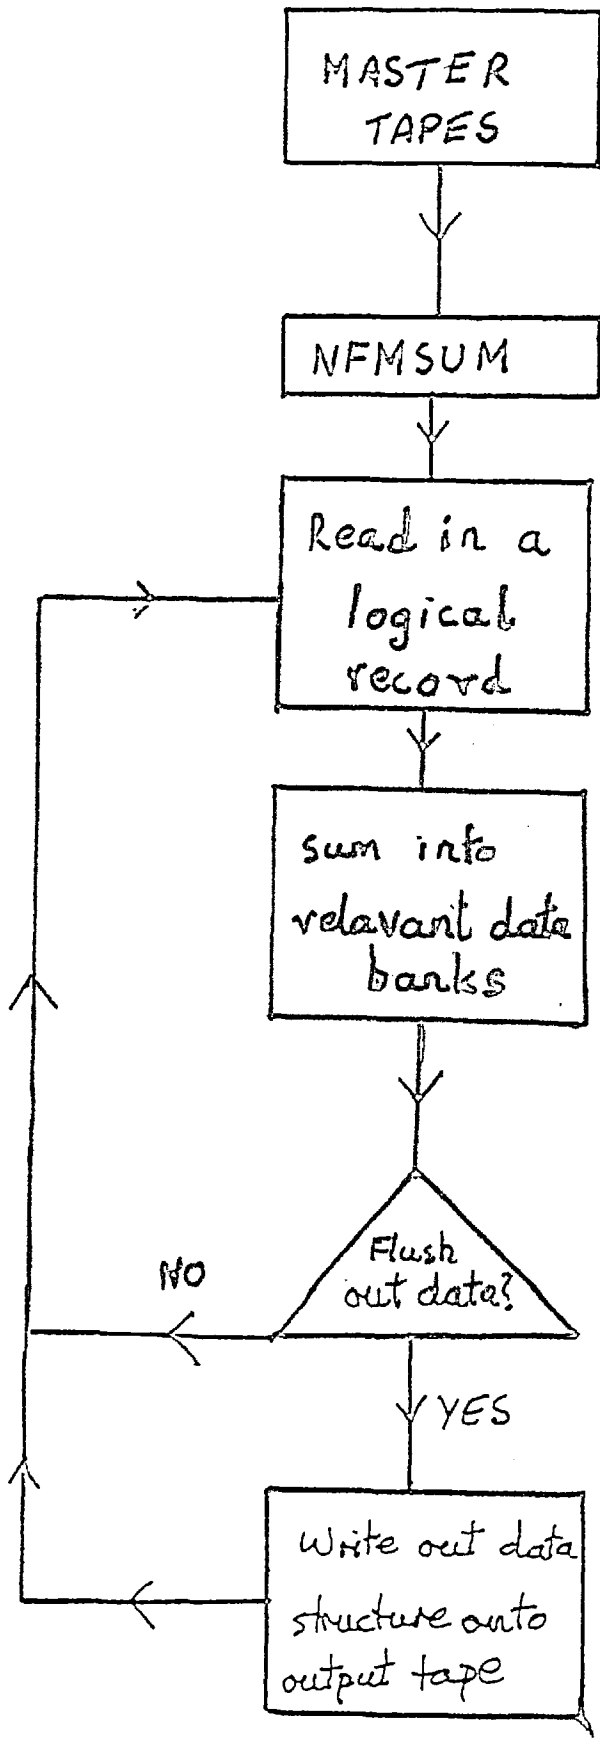 MASTER
TAPES
NFMSUM
Read in a
logical
record
sum into
relavant data
banks
Flush
out data?
NO
YES
Write out data
structure onto
output tape